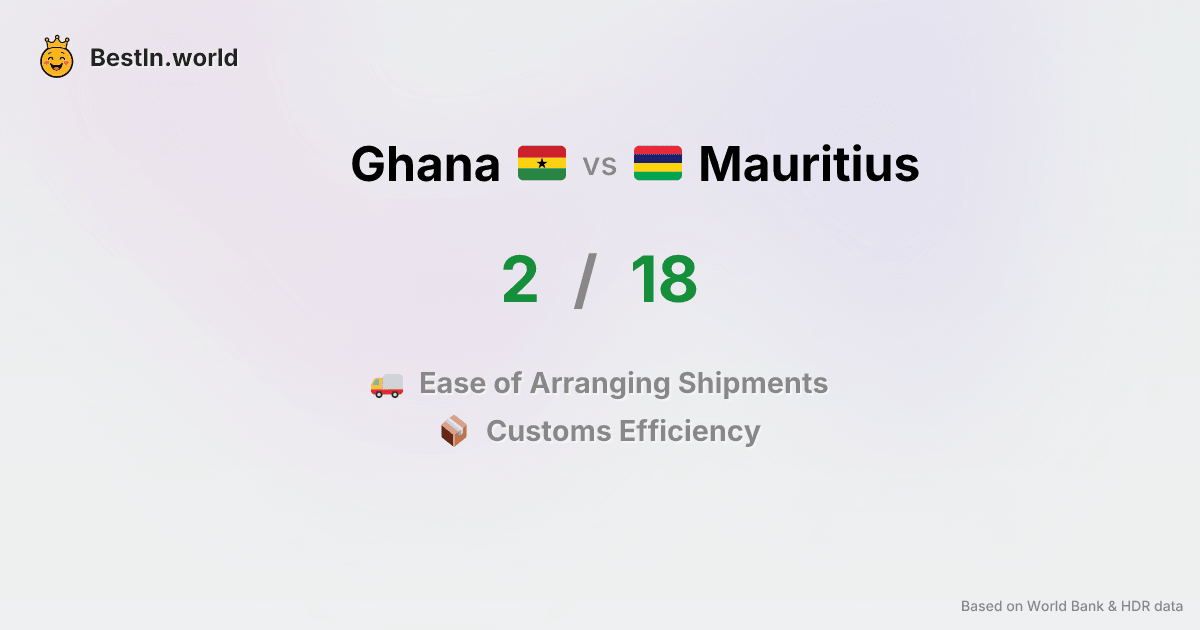 BestIn.world
Ghana vs Mauritius
2 / 18
Ease of Arranging Shipments
Customs Efficiency
Based on World Bank & HDR data